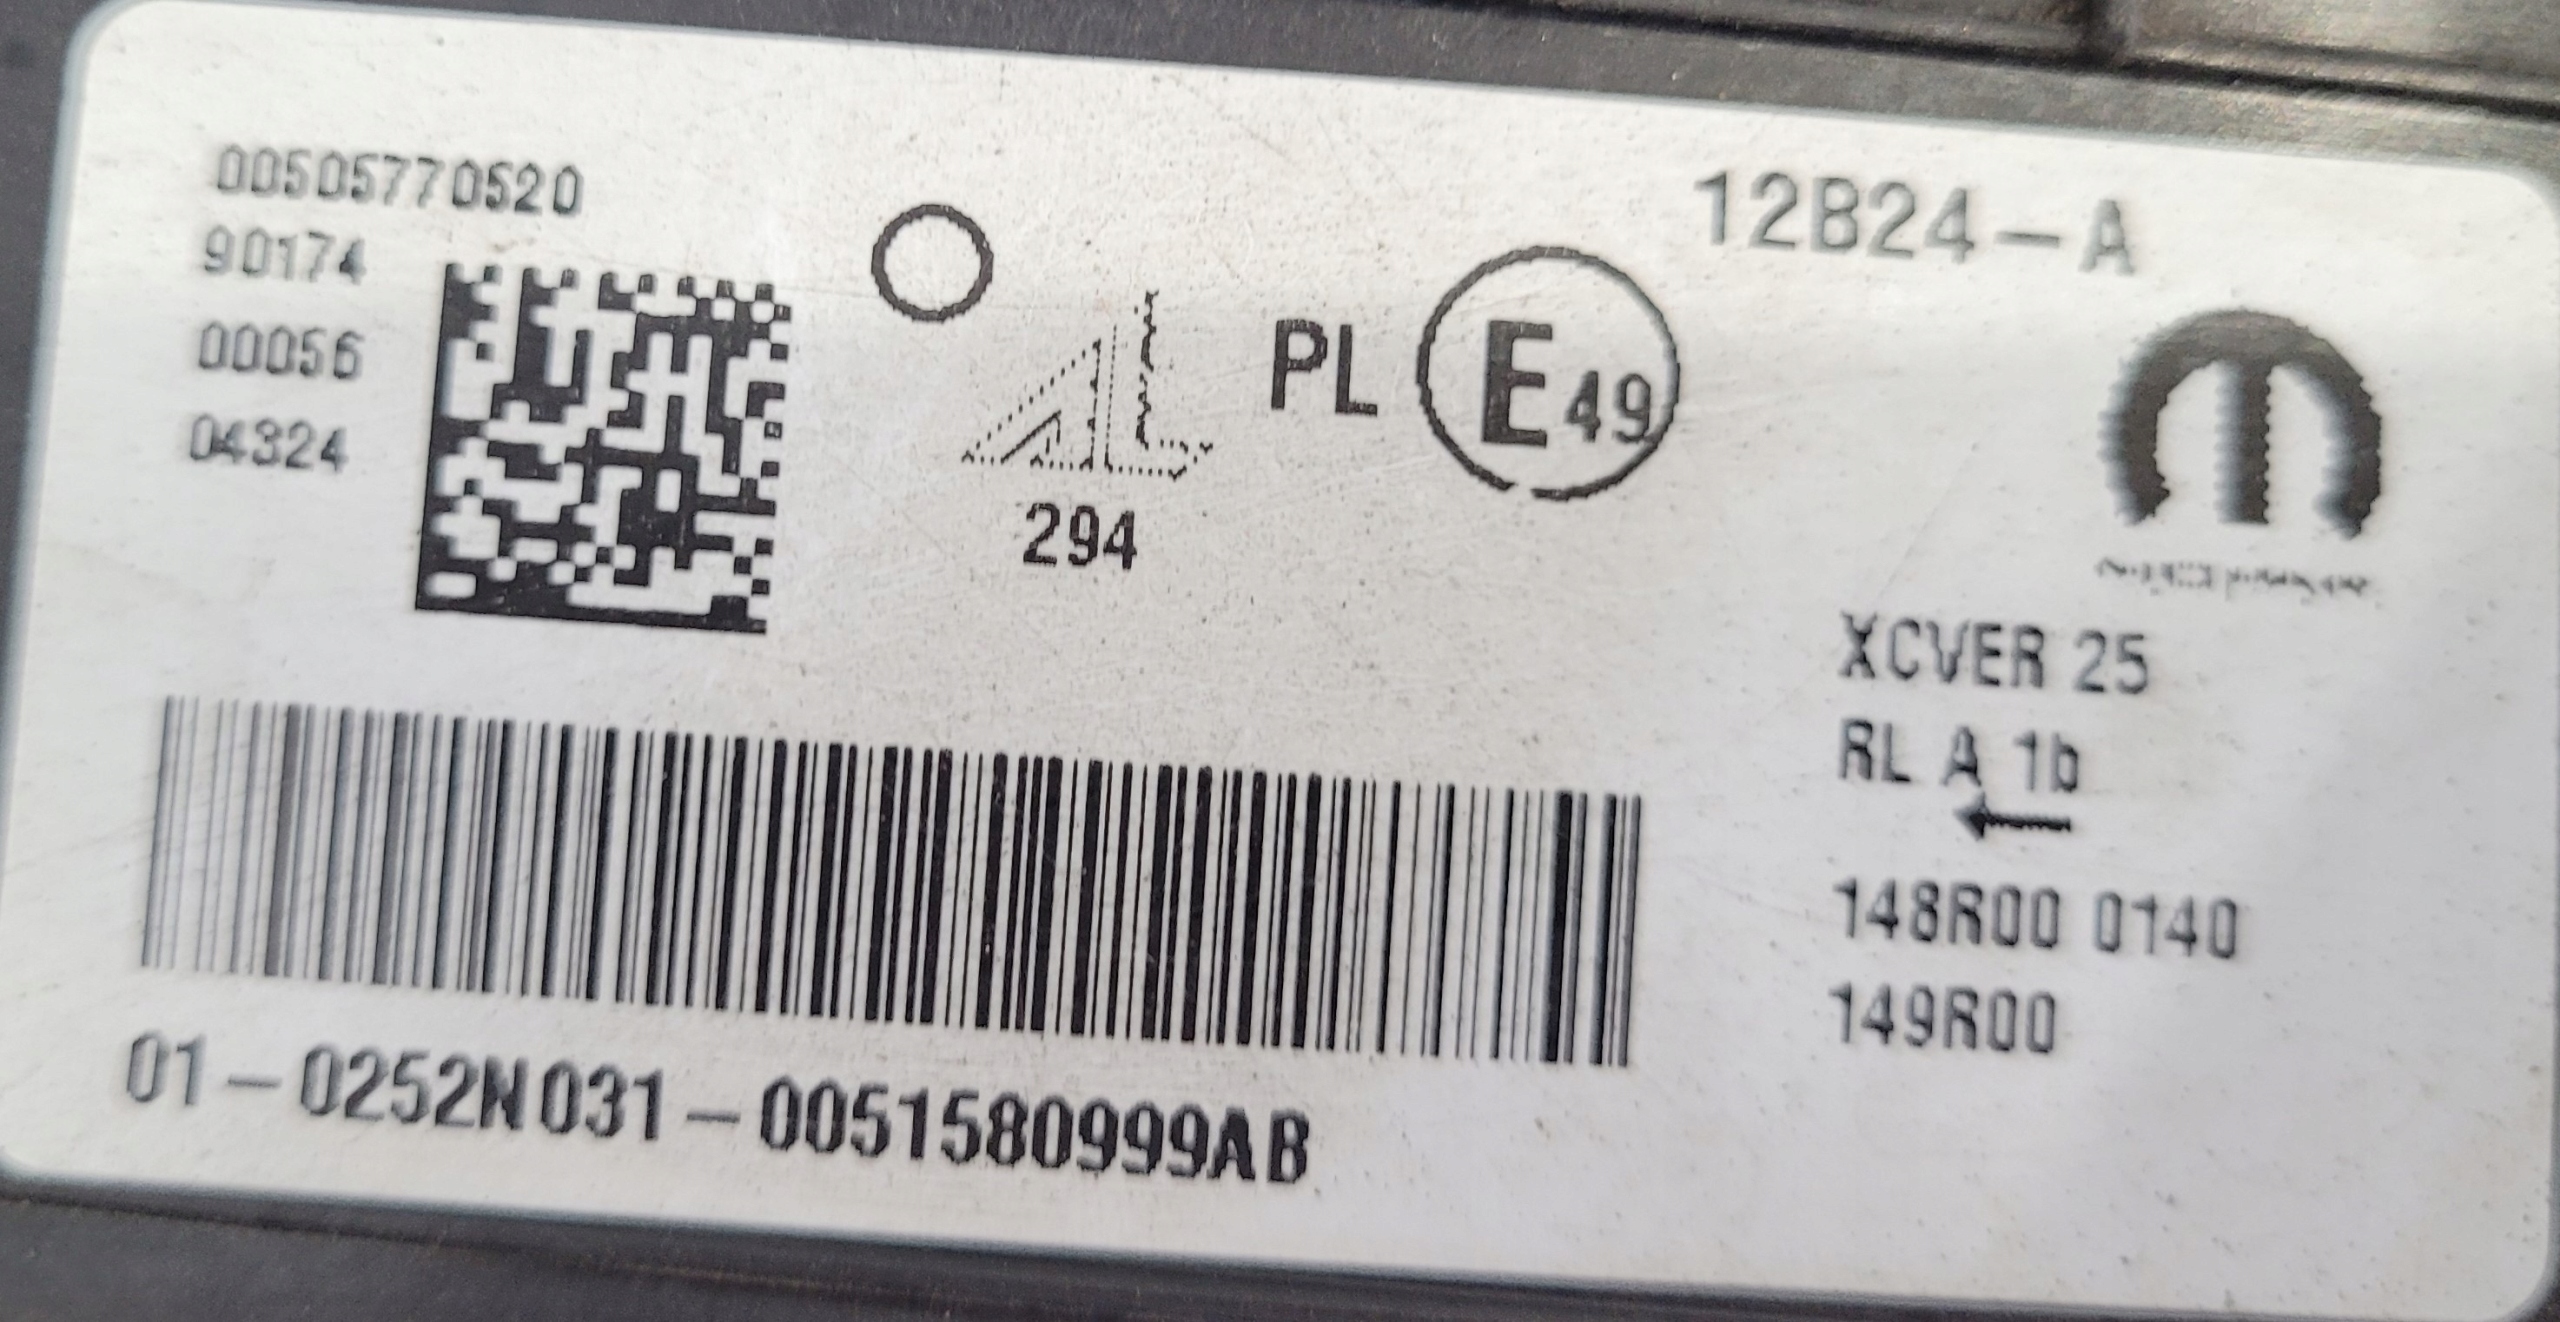 00505770520
90174
00056
04324
294
PL
E49
12B24-A
XCVER 25
RL A 1b
←
148R00 0140
149R00
01-0252N031-0051580999AB